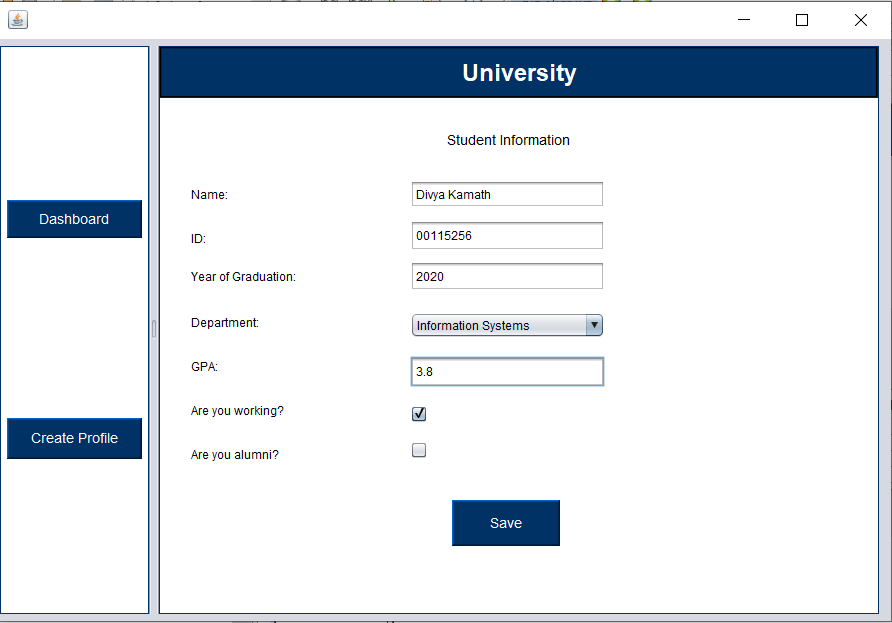 University
Student Information
Dashboard
Create Profile
Name: Divya Kamath
ID: 00115256
Year of Graduation: 2020
Department: Information Systems
GPA: 3.8
Are you working?
Are you alumni?
Save